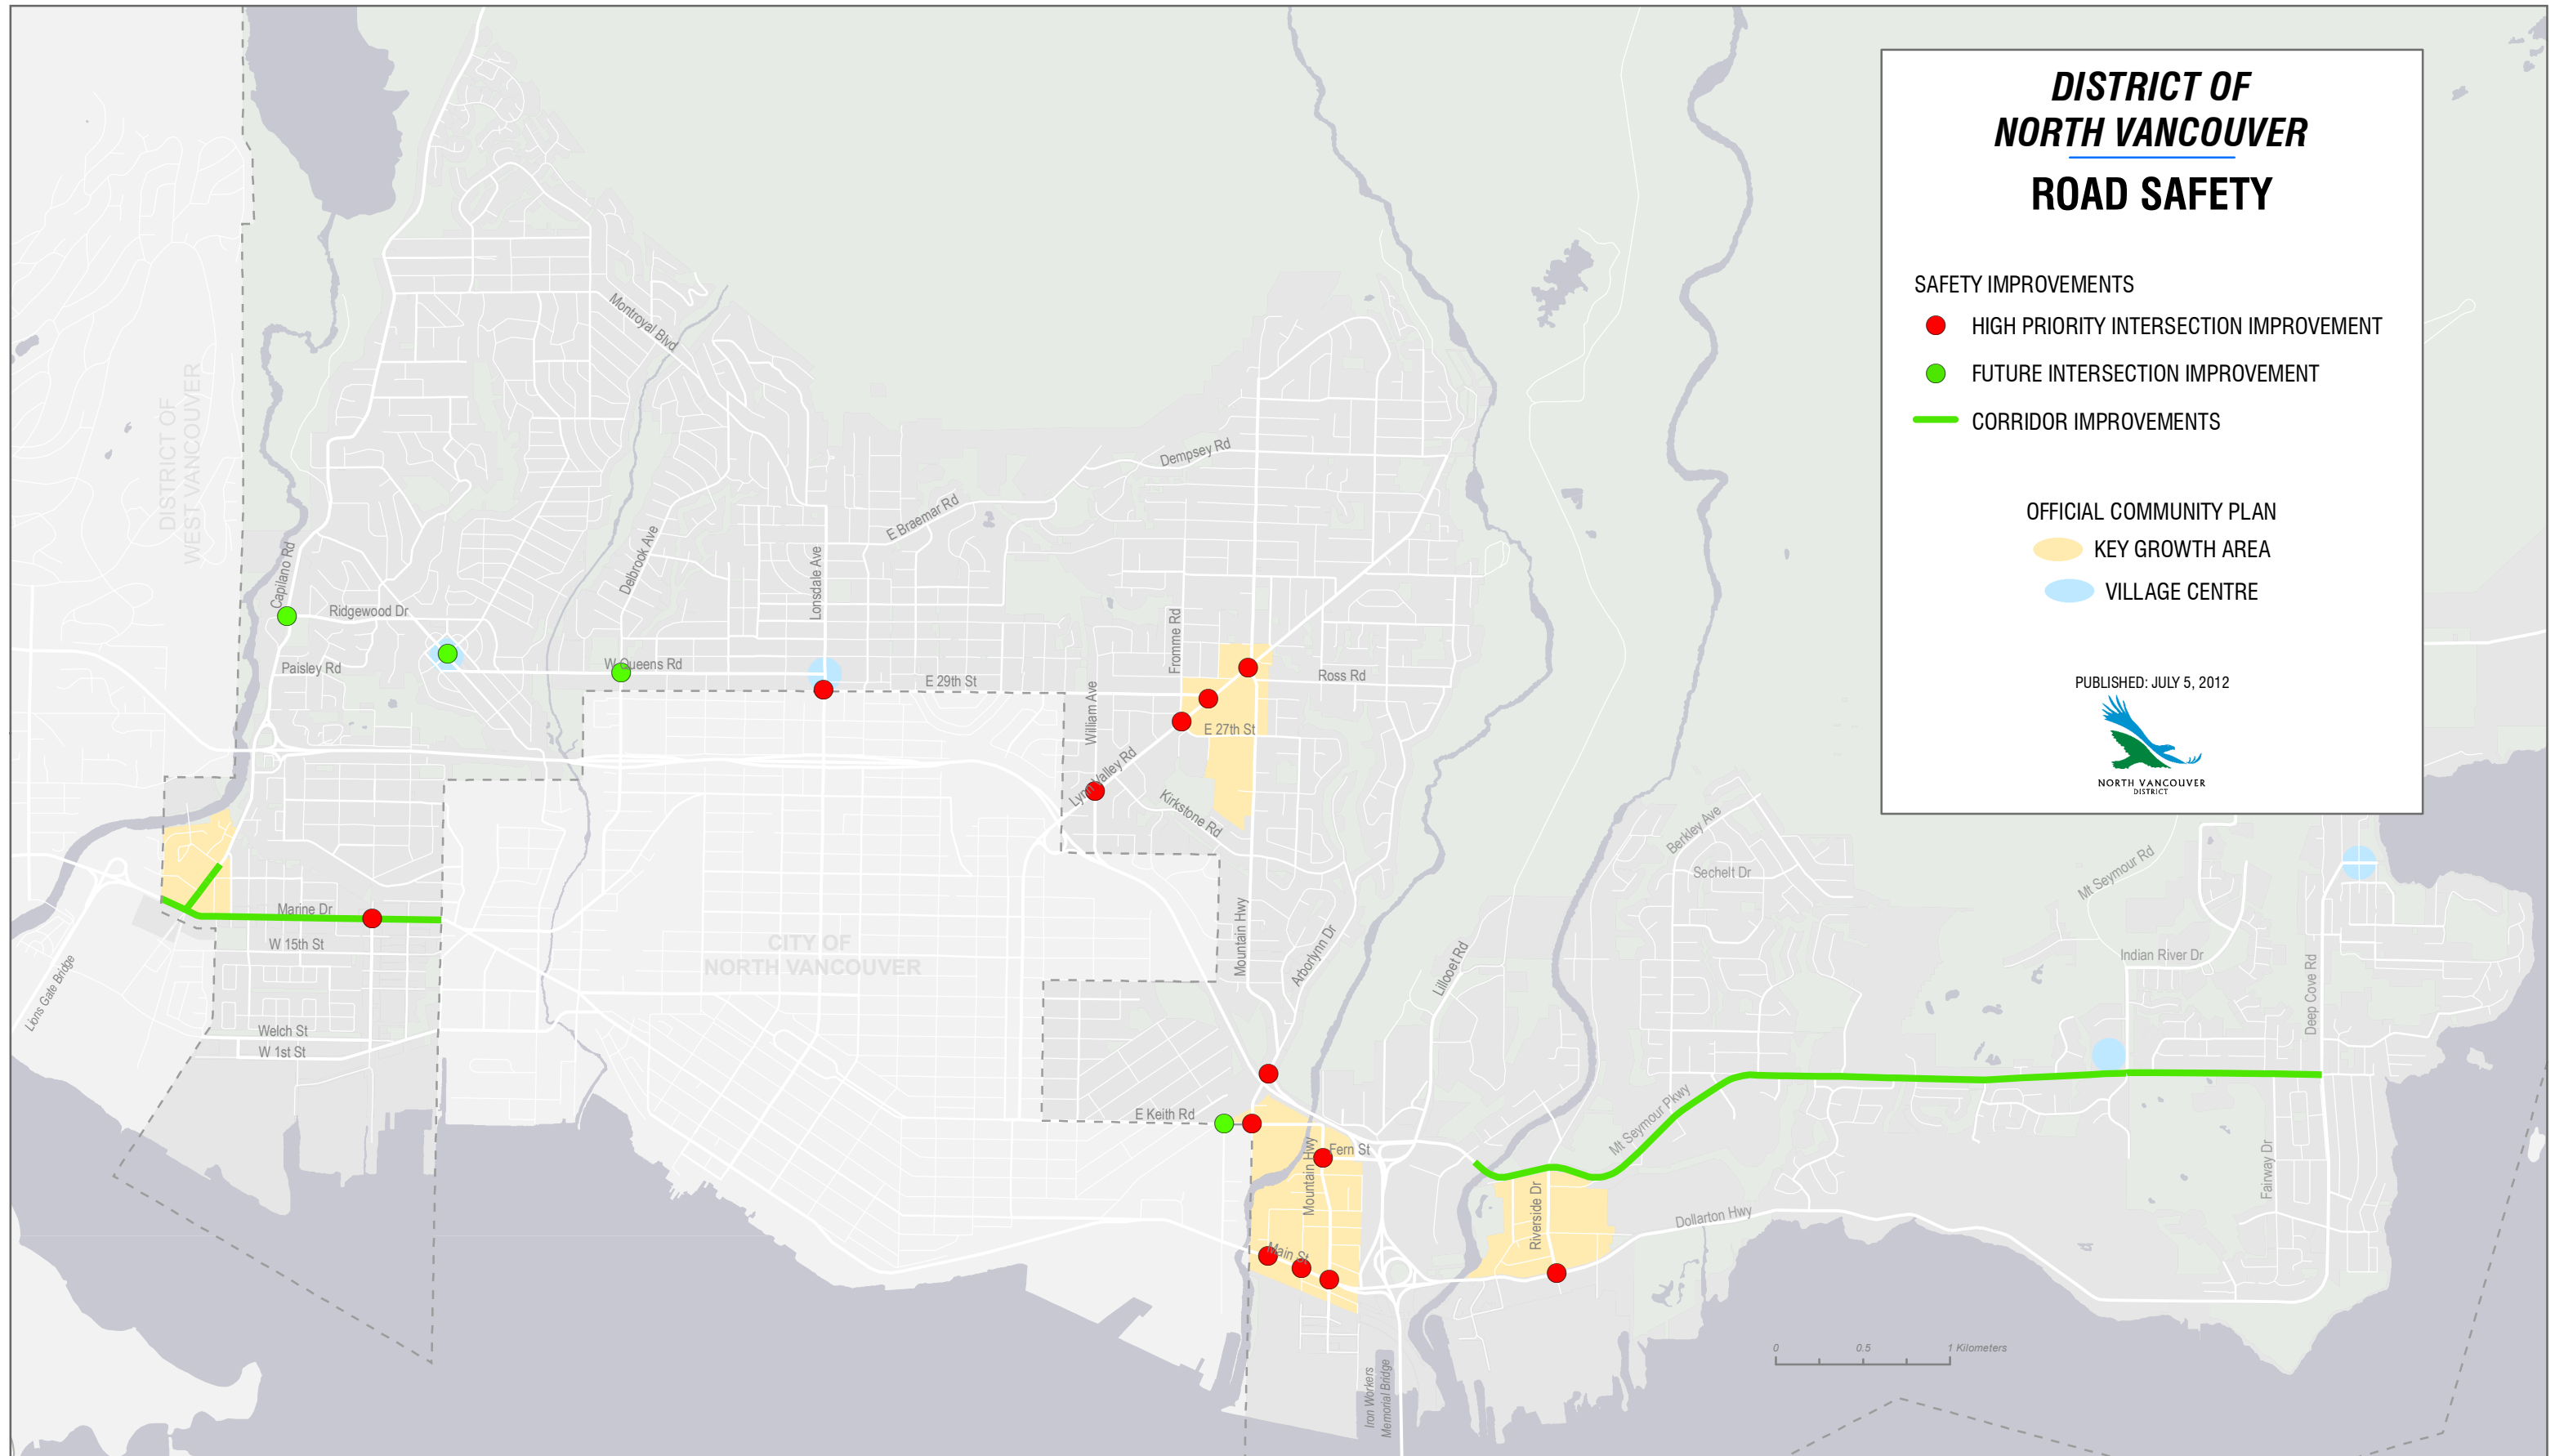 DISTRICT OF
NORTH VANCOUVER
ROAD SAFETY
SAFETY IMPROVEMENTS
HIGH PRIORITY INTERSECTION IMPROVEMENT
FUTURE INTERSECTION IMPROVEMENT
CORRIDOR IMPROVEMENTS
OFFICIAL COMMUNITY PLAN
KEY GROWTH AREA
VILLAGE CENTRE
PUBLISHED: JULY 5, 2012
NORTH VANCOUVER
DISTRICT
DISTRICT OF
WEST VANCOUVER
Montroyal Blvd
Dempsey Rd
E Braemar Rd
Delbrook Ave
Lonsdale Ave
Capilano Rd
Ridgewood Dr
Paisley Rd
W Queens Rd
E 29th St
Fromme Rd
Ross Rd
William Ave
E 27th St
Lynn Valley Rd
Kirkstone Rd
Berkley Ave
Sechelt Dr
Mt Seymour Rd
Marine Dr
W 15th St
CITY OF
NORTH VANCOUVER
Mountain Hwy
Arborlynn Dr
Lillooet Rd
Indian River Dr
Deep Cove Rd
Lions Gate Bridge
Welch St
W 1st St
E Keith Rd
Mt Seymour Pkwy
Fern St
Mountain Hwy
Riverside Dr
Dollarton Hwy
Fairway Dr
Main St
0
0.5
1 Kilometers
Iron Workers
Memorial Bridge